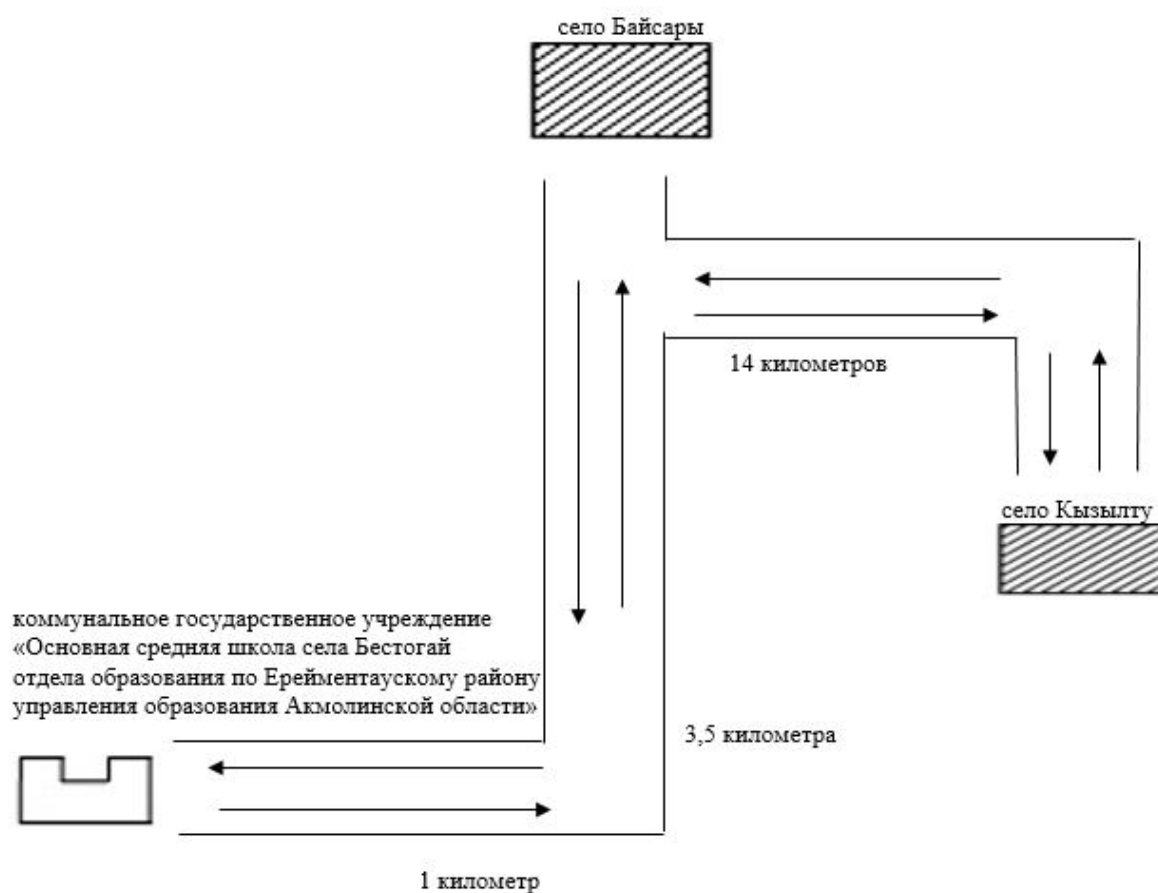 село Байсары
14 километров
село Кызылту
коммунальное государственное учреждение
«Основная средняя школа села Бестогай
отдела образования по Ерейментаускому району
управления образования Акмолинской области»
3,5 километра
1 километр